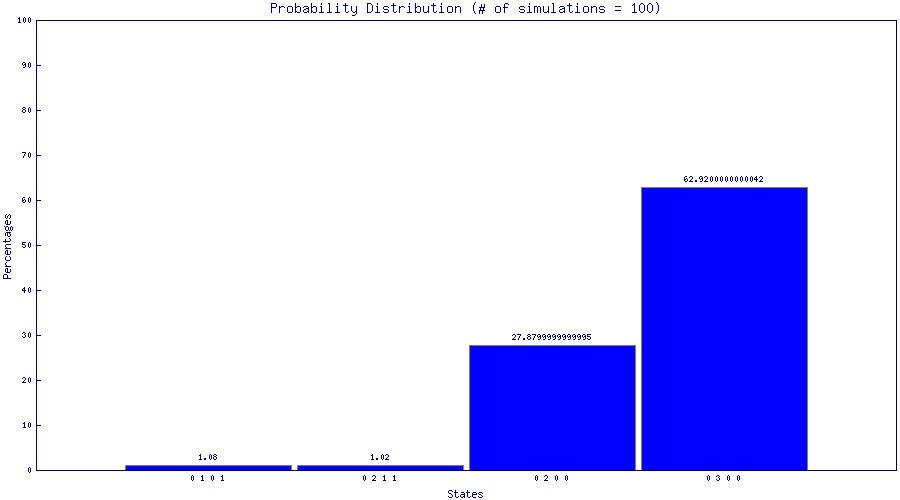 Probability Distribution (# of simulations = 100)
100
90
80
70
60
50
40
30
20
10
0
Percentages
1.08
1.02
27.8799999999995
62.9200000000042
0 1 0 1
0 2 1 1
0 2 0 0
0 3 0 0
States